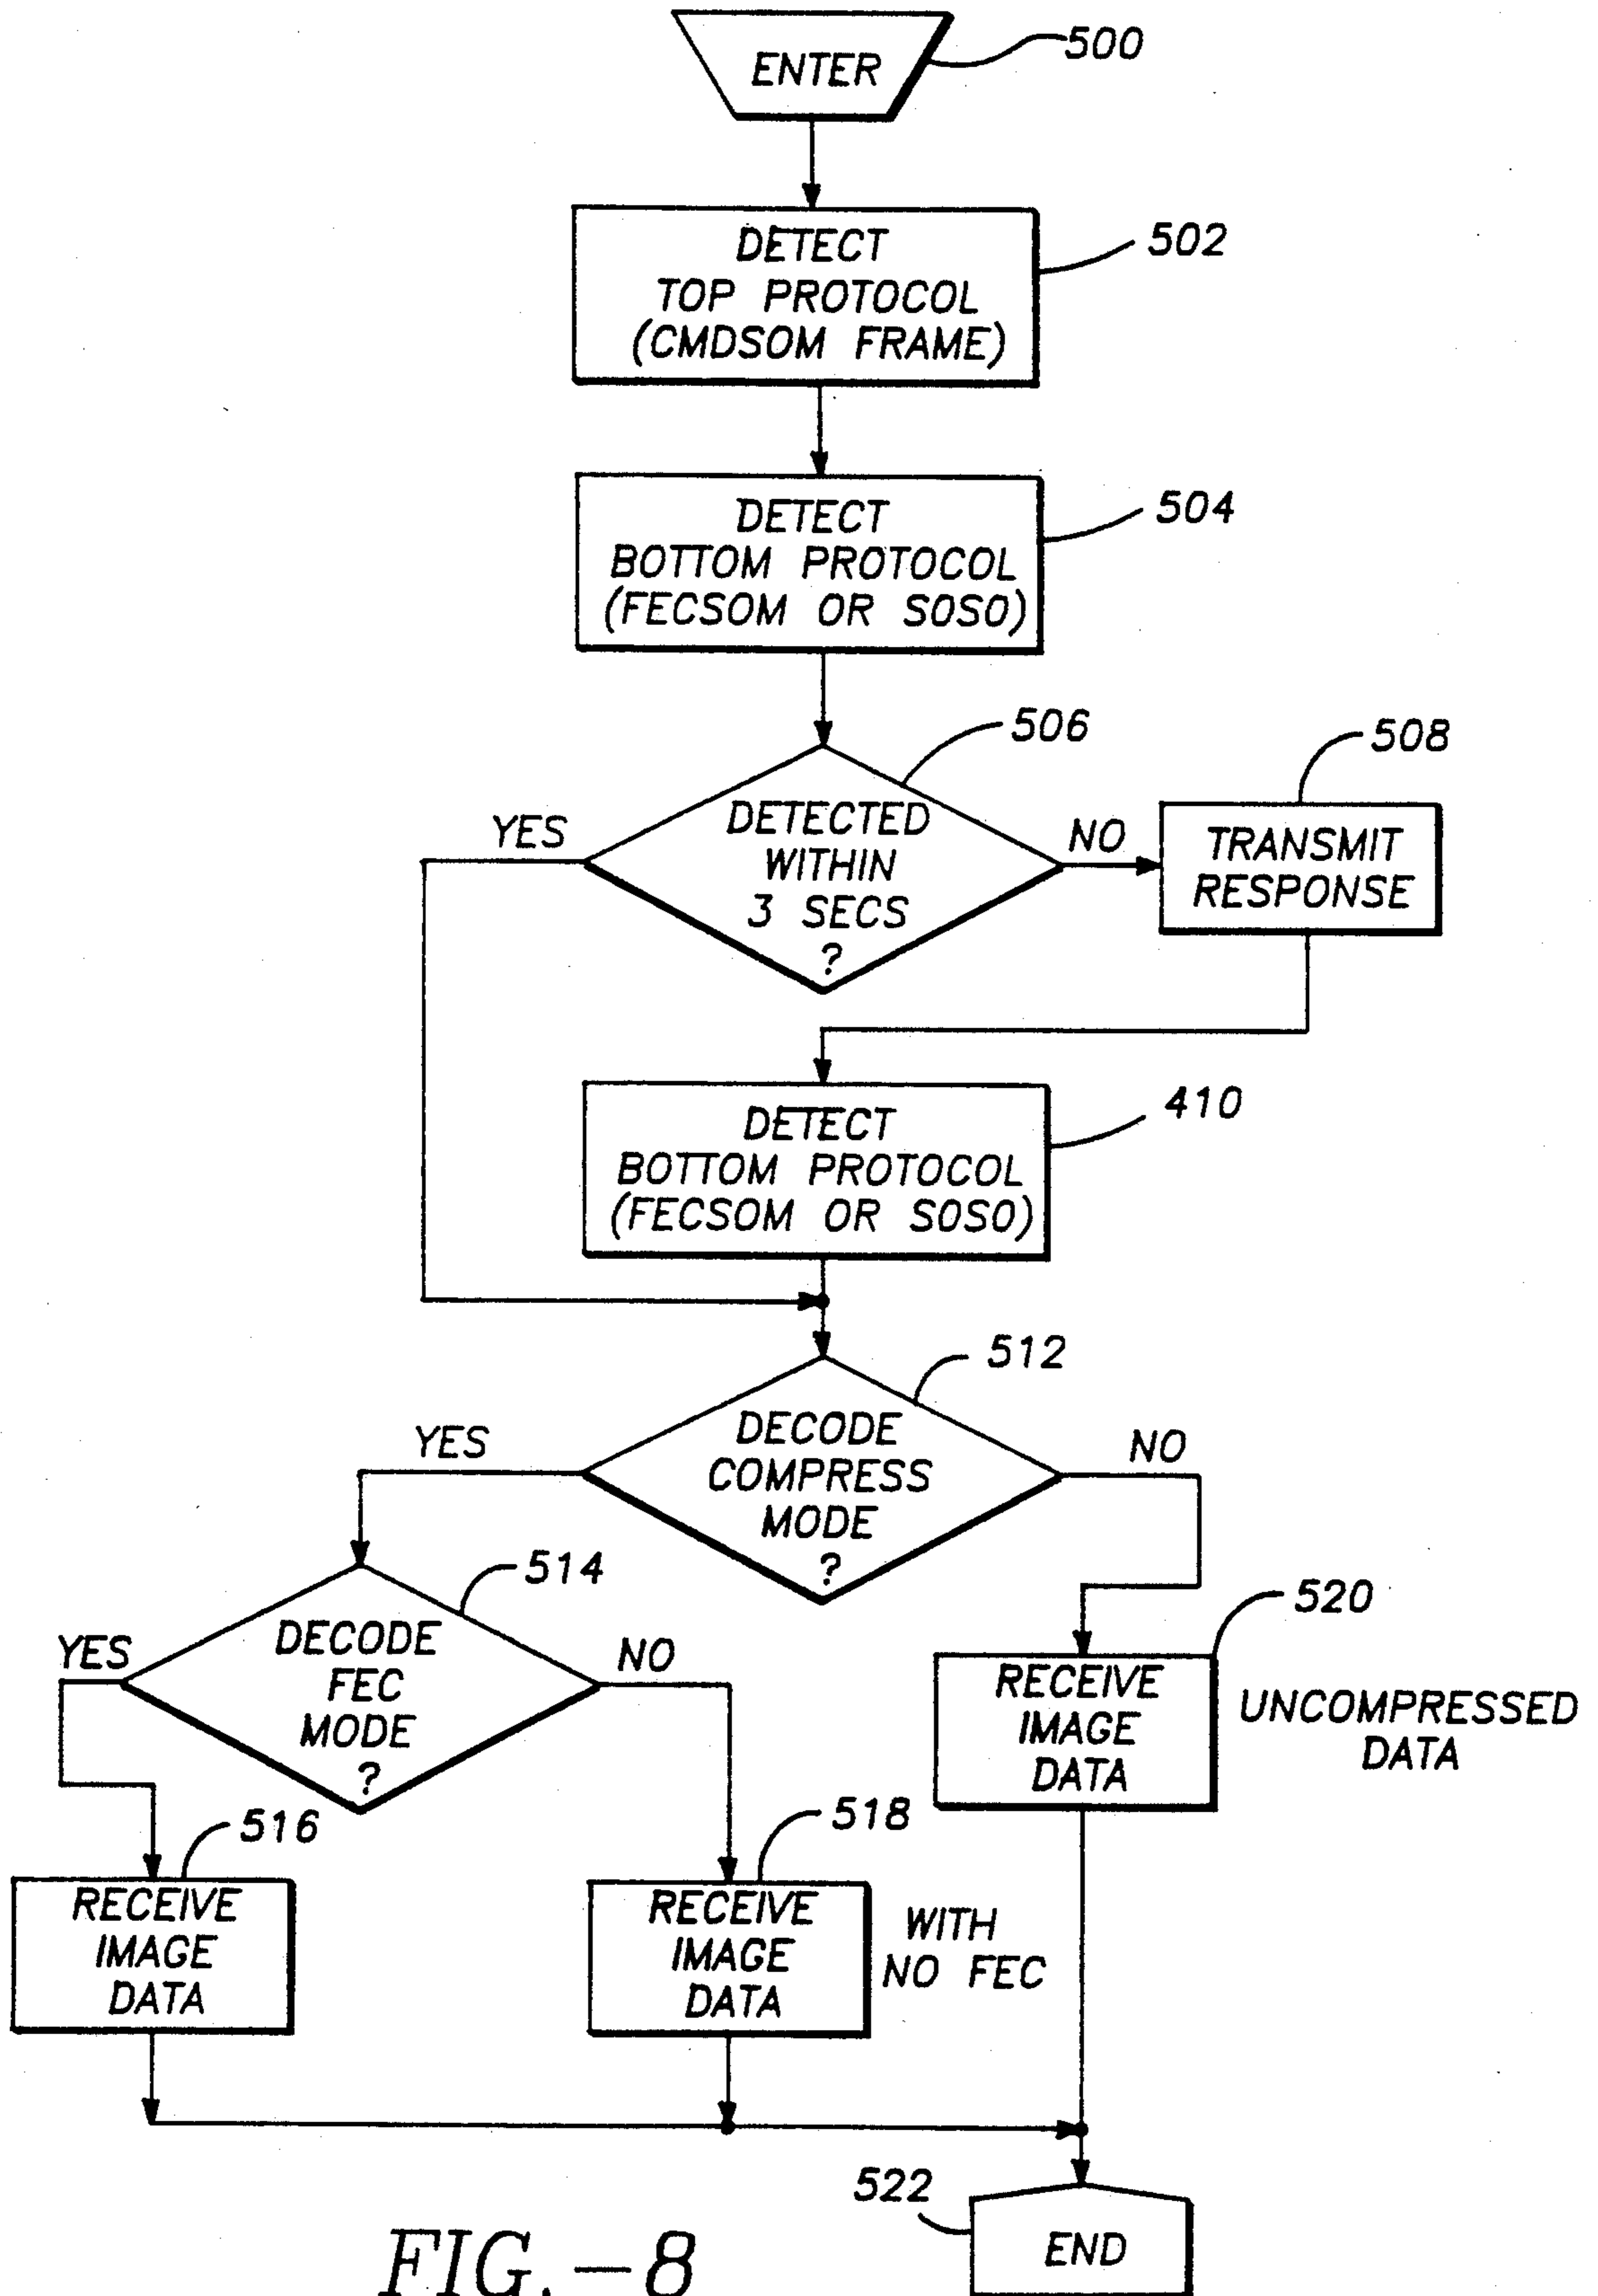 ENTER
500
DETECT
TOP PROTOCOL
(CMDSOM FRAME)
502
DETECT
BOTTOM PROTOCOL
(FECSOM OR SOSO)
504
506
508
YES
DETECTED
WITHIN
3 SECS
?
NO
TRANSMIT
RESPONSE
DETECT
BOTTOM PROTOCOL
(FECSOM OR SOSO)
410
512
YES
DECODE
COMPRESS
MODE
?
NO
514
YES
DECODE
FEC
MODE
?
NO
520
RECEIVE
IMAGE
DATA
UNCOMPRESSED
DATA
516
RECEIVE
IMAGE
DATA
518
RECEIVE
IMAGE
DATA
WITH
NO FEC
522
END
FIG.-8